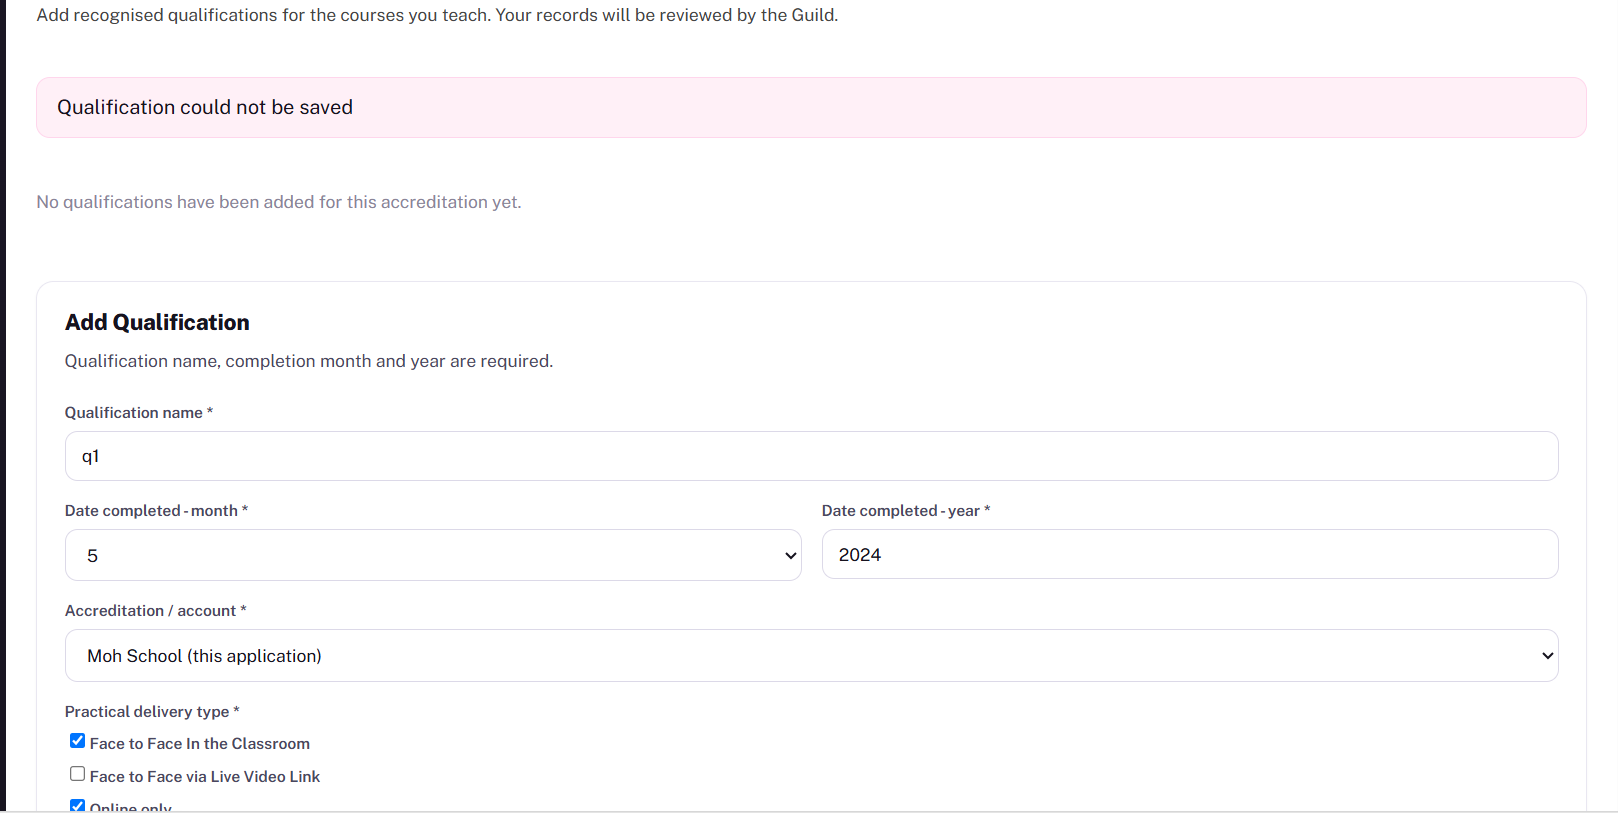 Add recognised qualifications for the courses you teach. Your records will be reviewed by the Guild.
Qualification could not be saved
No qualifications have been added for this accreditation yet.
Add Qualification
Qualification name, completion month and year are required.
Qualification name *
q1
Date completed - month *
Date completed - year *
5
2024
Accreditation / account *
Moh School (this application)
Practical delivery type *
Face to Face In the Classroom
Face to Face via Live Video Link
Online only